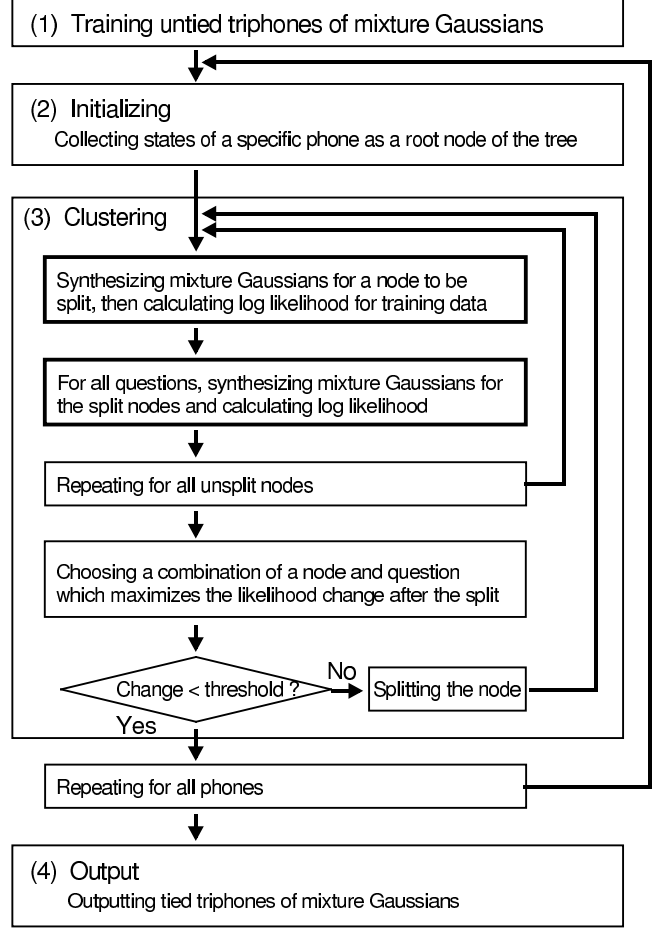 (1) Training untied triphones of mixture Gaussians
(2) Initializing
Collecting states of a specific phone as a root node of the tree
(3) Clustering
Synthesizing mixture Gaussians for a node to be
split, then calculating log likelihood for training data
For all questions, synthesizing mixture Gaussians for
the split nodes and calculating log likelihood
Repeating for all unsplit nodes
Choosing a combination of a node and question
which maximizes the likelihood change after the split
Change < threshold ?
No
Splitting the node
Yes
Repeating for all phones
(4) Output
Outputting tied triphones of mixture Gaussians